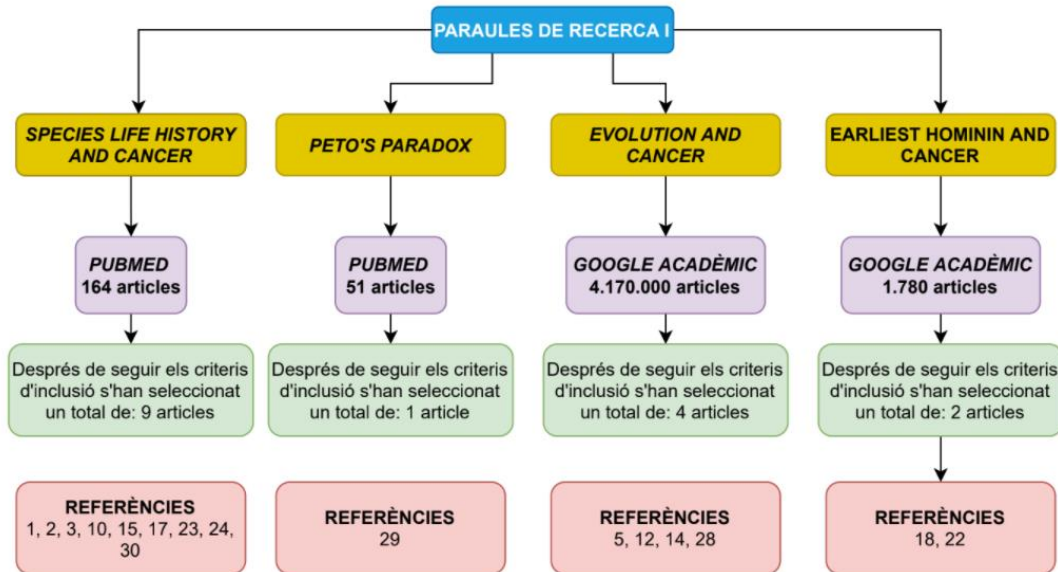 PARAULES DE RECERCA I
SPECIES LIFE HISTORY
AND CANCER
PETO'S PARADOX
EVOLUTION AND
CANCER
EARLIEST HOMININ AND
CANCER
PUBMED
164 articles
PUBMED
51 articles
GOOGLE ACADÈMIC
4.170.000 articles
GOOGLE ACADÈMIC
1.780 articles
Després de seguir els criteris
d'inclusió s'han seleccionat
un total de: 9 articles
Després de seguir els criteris
d'inclusió s'han seleccionat
un total de: 1 article
Després de seguir els criteris
d'inclusió s'han seleccionat
un total de: 4 articles
Després de seguir els criteris
d'inclusió s'han seleccionat
un total de: 2 articles
REFERÈNCIES
1, 2, 3, 10, 15, 17, 23, 24,
30
REFERÈNCIES
29
REFERÈNCIES
5, 12, 14, 28
REFERÈNCIES
18, 22